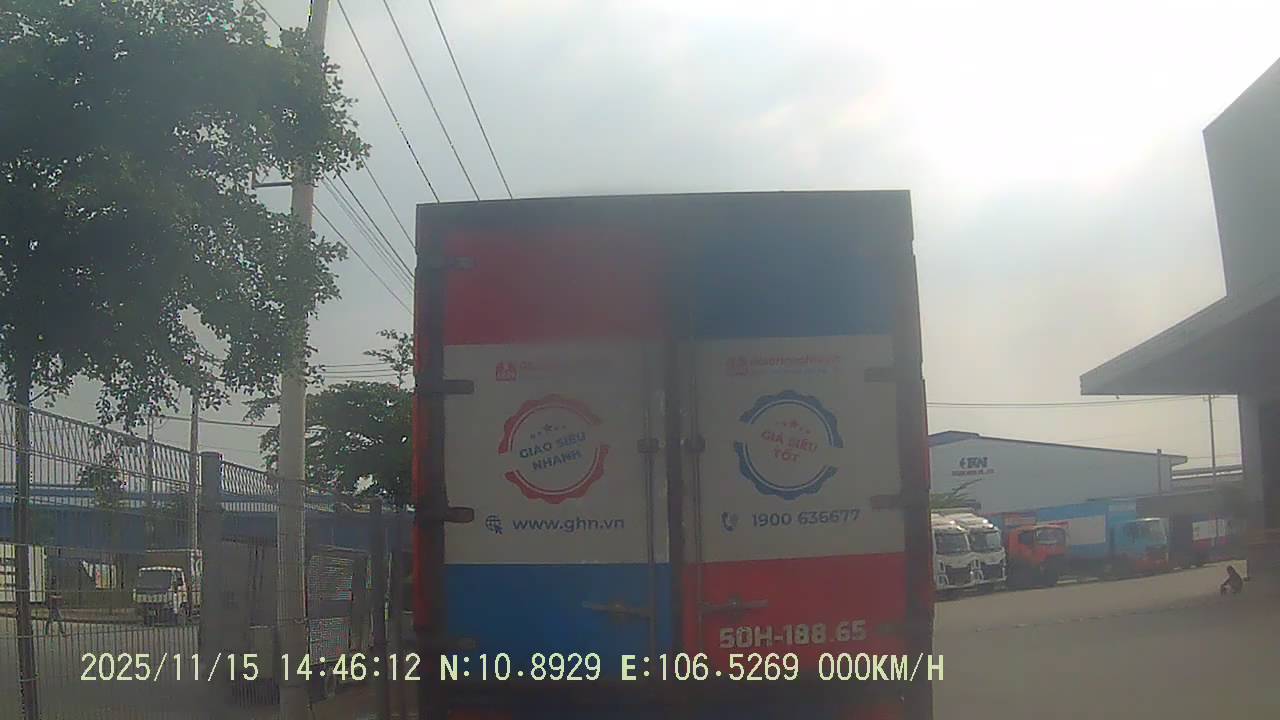 GIAO SIÊU
NHANH
www.ghn.vn
GIÁ SIÊU
TỐT
1900 636677
50H-188.65
2025/11/15 14:46:12 N:10.8929 E:106.5269 000KM/H